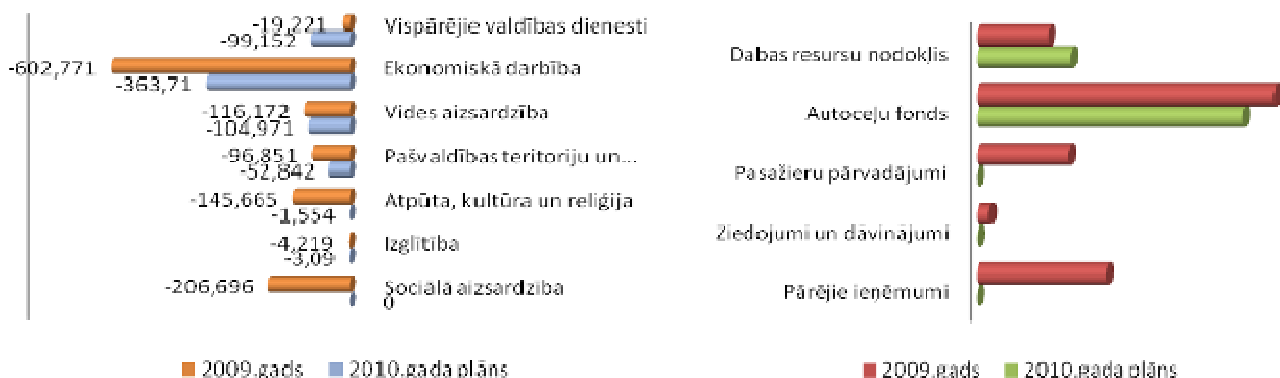 -19,221
Vispārējie valdības dienesti
-99,152
-602,771
Ekonomiskā darbība
-363,71
-116,172
Vides aizsardzība
-104,971
-96,851
Pašvaldības teritoriju un...
-52,842
-145,665
Atpūta, kultūra un reliģija
-1,554
-4,219
Izglītība
-3,09
-206,696
Sociālā aizsardzība
0
2009.gads
2010.gada plāns
Dabas resursu nodoklis
Autoceļu fonds
Pasažieru pārvadājumi
Ziedojumi un dāvinājumi
Pārējie ieņēmumi
2009.gads
2010.gada plāns